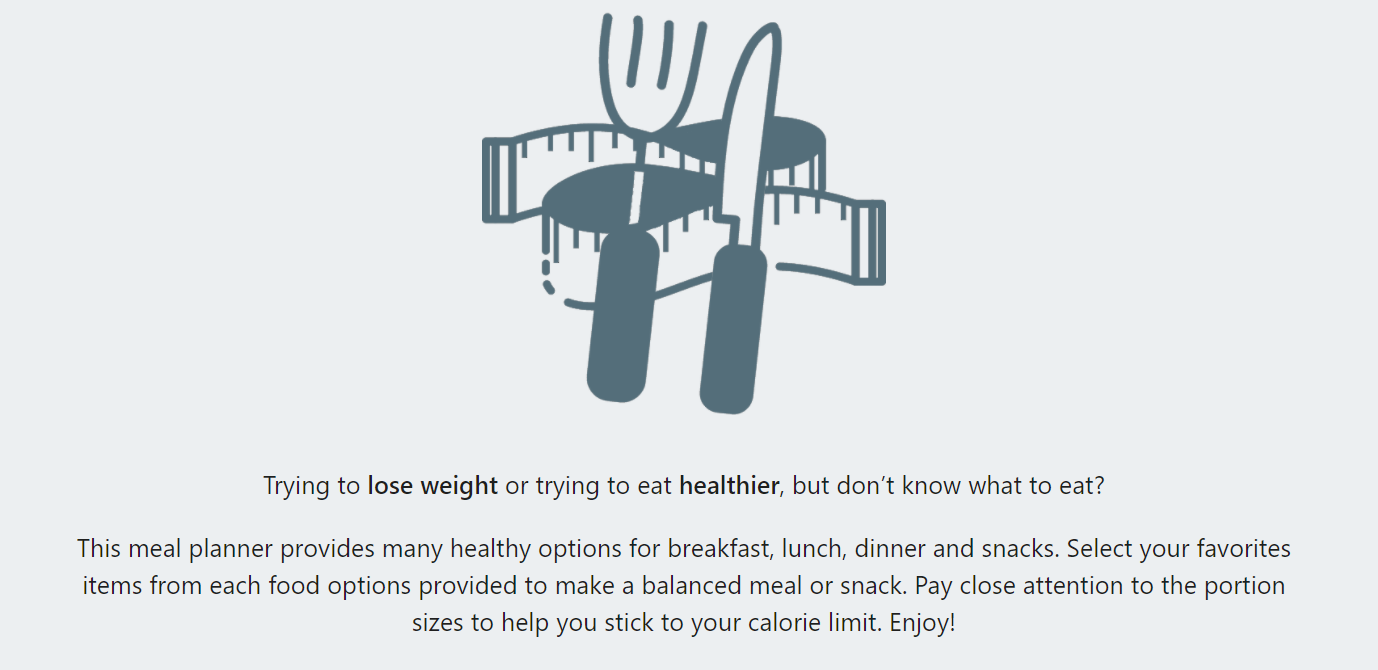 Trying to lose weight or trying to eat healthier, but don’t know what to eat?
This meal planner provides many healthy options for breakfast, lunch, dinner and snacks. Select your favorites
items from each food options provided to make a balanced meal or snack. Pay close attention to the portion
sizes to help you stick to your calorie limit. Enjoy!